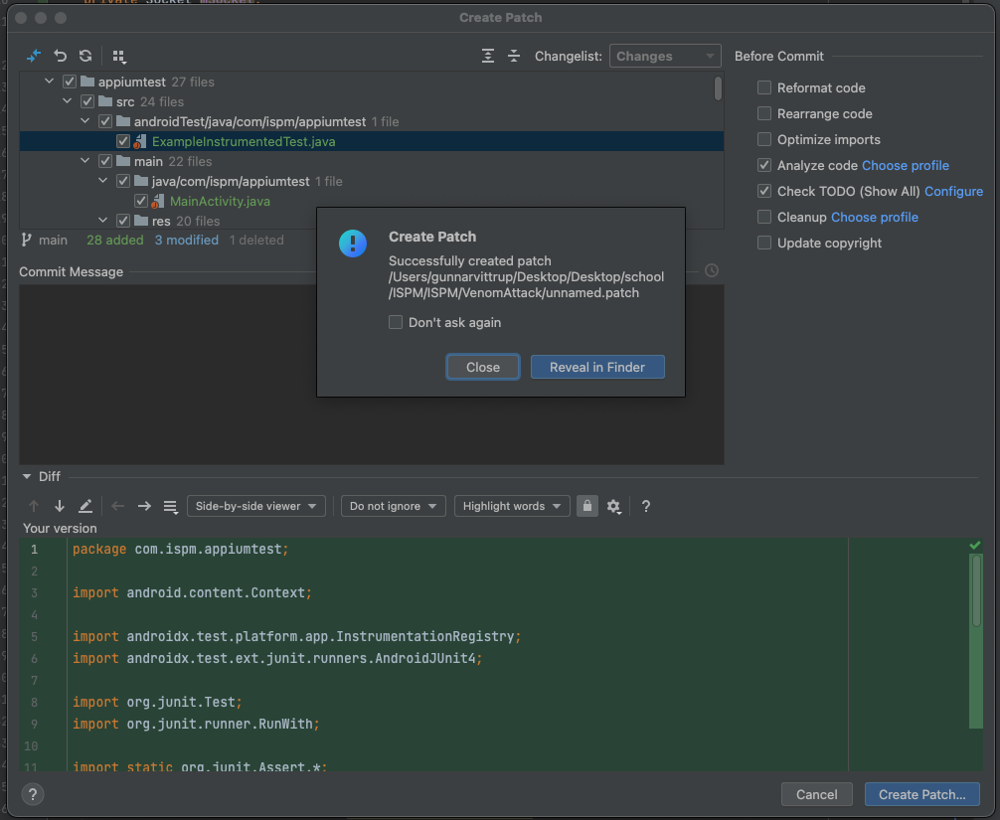 private Socket mSocket;
Create Patch
Changelist: Changes
Before Commit
appiumtest 27 files
src 24 files
androidTest/java/com/ispm/appiumtest 1 file
ExampleInstrumentedTest.java
main 22 files
java/com/ispm/appiumtest 1 file
MainActivity.java
res 20 files
main 28 added 3 modified 1 deleted
Reformat code
Rearrange code
Optimize imports
Analyze code Choose profile
Check TODO (Show All) Configure
Cleanup Choose profile
Update copyright
Commit Message
Create Patch
Successfully created patch
/Users/gunnarvittrup/Desktop/Desktop/school
/ISPM/ISPM/VenomAttack/unnamed.patch
Don't ask again
Close Reveal in Finder
Diff
Side-by-side viewer Do not ignore Highlight words ?
Your version
1 package com.ispm.appiumtest;
2
3 import android.content.Context;
4
5 import androidx.test.platform.app.InstrumentationRegistry;
6 import androidx.test.ext.junit.runners.AndroidJUnit4;
7
8 import org.junit.Test;
9 import org.junit.runner.RunWith;
10
11 import static org.junit.Assert.*;
? Cancel Create Patch...